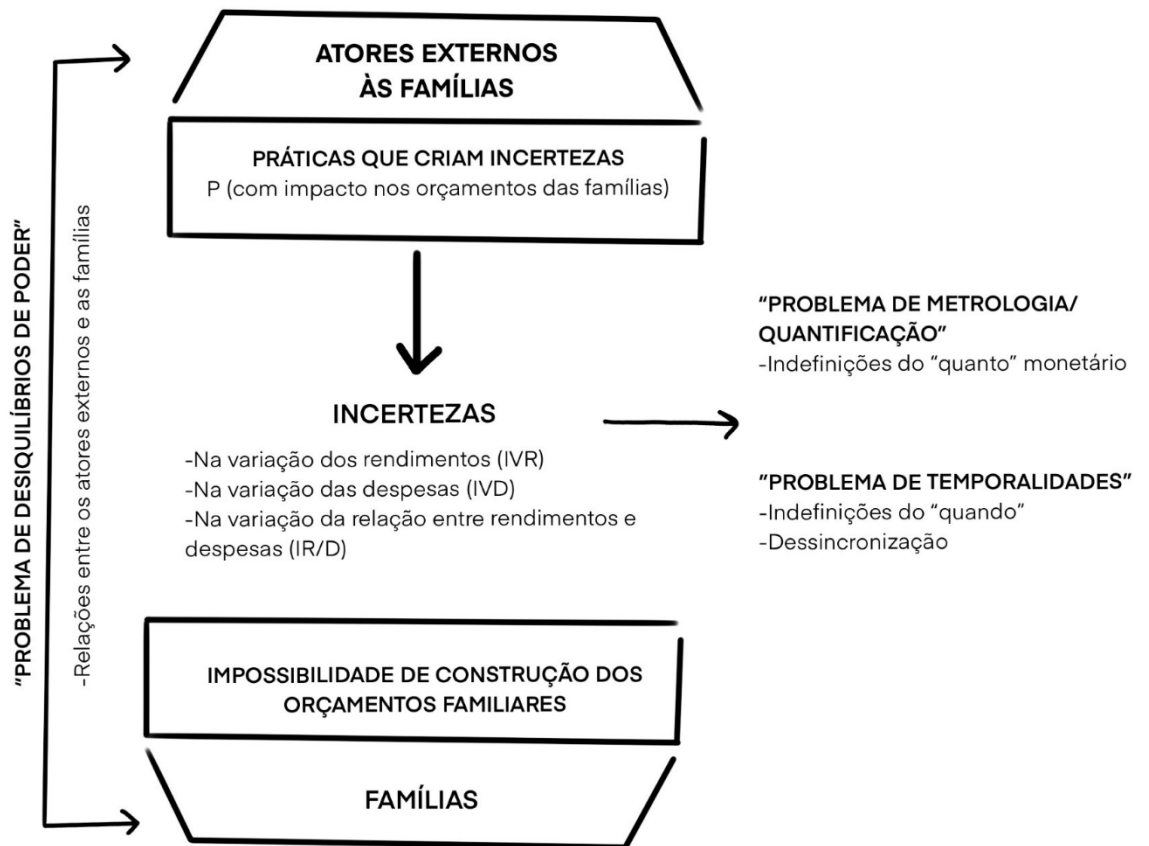 ATORES EXTERNOS
ÀS FAMÍLIAS
PRÁTICAS QUE CRIAM INCERTEZAS
P (com impacto nos orçamentos das famílias)
"PROBLEMA DE DESIQUILÍBRIOS DE PODER"
-Relações entre os atores externos e as famílias
INCERTEZAS
-Na variação dos rendimentos (IVR)
-Na variação das despesas (IVD)
-Na variação da relação entre rendimentos e
despesas (IR/D)
"PROBLEMA DE METROLOGIA/
QUANTIFICAÇÃO"
-Indefinições do "quanto" monetário
"PROBLEMA DE TEMPORALIDADES"
-Indefinições do "quando"
-Dessincronização
IMPOSSIBILIDADE DE CONSTRUÇÃO DOS
ORÇAMENTOS FAMILIARES
FAMÍLIAS